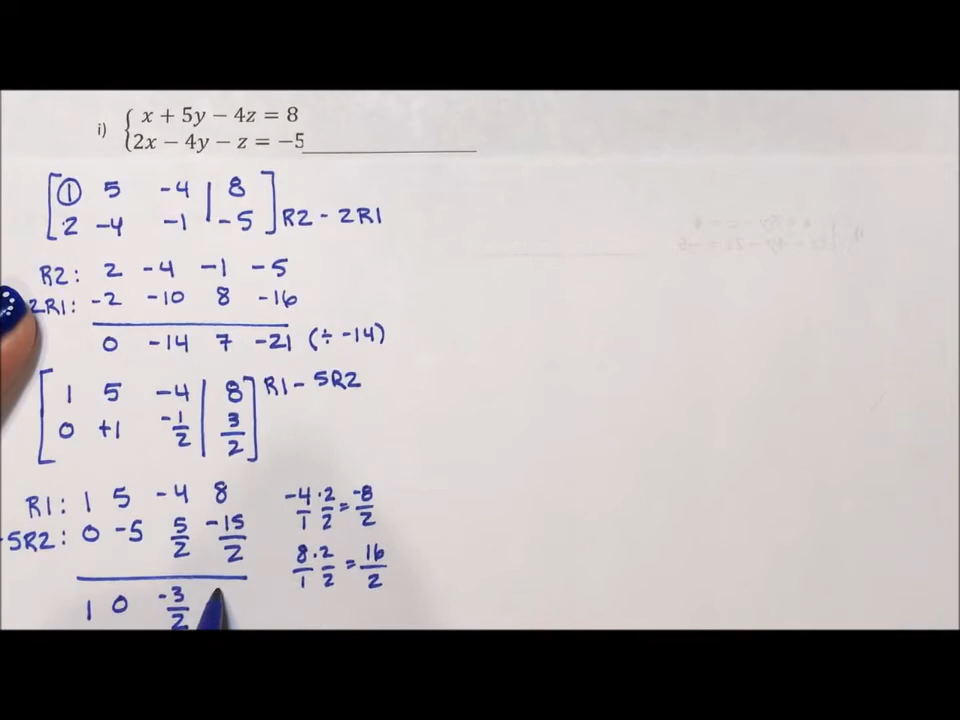 i) { x + 5y − 4z = 8
2x − 4y − z = −5
[ 1 5 -4 | 8 ]
2 -4 -1 | -5 R2 - 2R1
R2: 2 -4 -1 -5
2R1: -2 -10 8 -16
0 -14 7 -21 (÷ -14)
[ 1 5 -4 | 8 ] R1 - 5R2
0 +1 -1/2 | 3/2
R1: 1 5 -4 8
5R2: 0 -5 5/2 -15/2
1 0 -3/2
-4/1 · 2/2 = -8/2
8/1 · 2/2 = 16/2